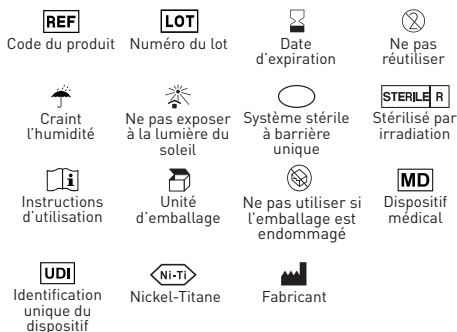 REF
LOT
Code du produit
Numéro du lot
Date
d'expiration
Ne pas
réutiliser
2
STERILE R
Craint
l'humidité
Ne pas exposer
à la lumière du
soleil
Système stérile
à barrière
unique
Stérilisé par
irradiation
i
MD
Instructions
d'utilisation
Unité
d'emballage
Ne pas utiliser si
l'emballage est
endommagé
Dispositif
médical
UDI
Ni-Ti
Identification
unique du
dispositif
Nickel-Titane
Fabricant